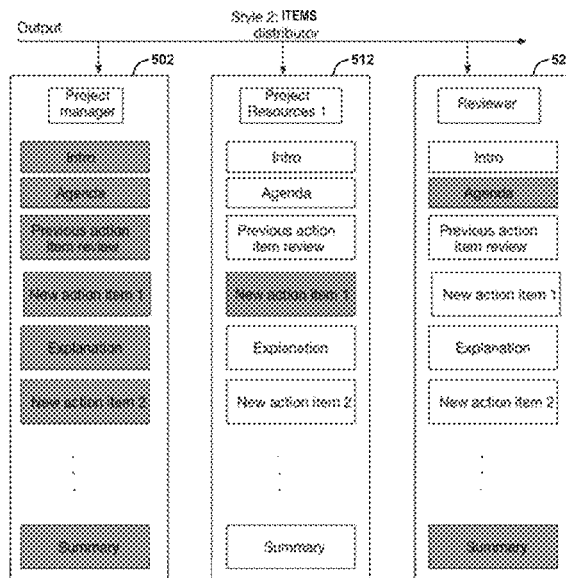 Style 2: ITEMS
Output
distributor
502
512
52
Project
manager
Intro
Agenda
Previous action
item review
New action item 1
Explanation
New action item 2
Summary
Project
Resources 1
Intro
Agenda
Previous action
item review
New action item 1
Explanation
New action item 2
Summary
Reviewer
Intro
Agenda
Previous action
item review
New action item 1
Explanation
New action item 2
Summary